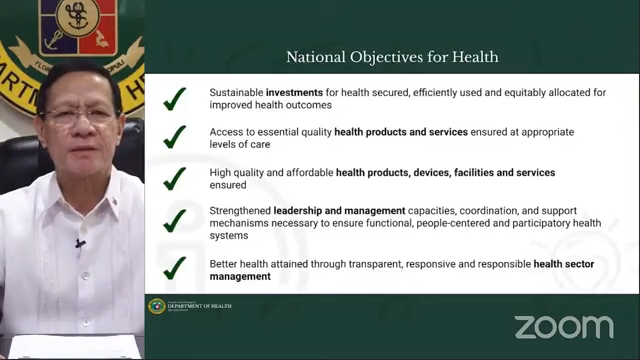 National Objectives for Health
Sustainable investments for health secured, efficiently used and equitably allocated for
improved health outcomes
Access to essential quality health products and services ensured at appropriate
levels of care
High quality and affordable health products, devices, facilities and services
ensured
Strengthened leadership and management capacities, coordination, and support
mechanisms necessary to ensure functional, people-centered and participatory health
systems
Better health attained through transparent, responsive and responsible health sector
management
DEPARTMENT OF HEALTH
zoom